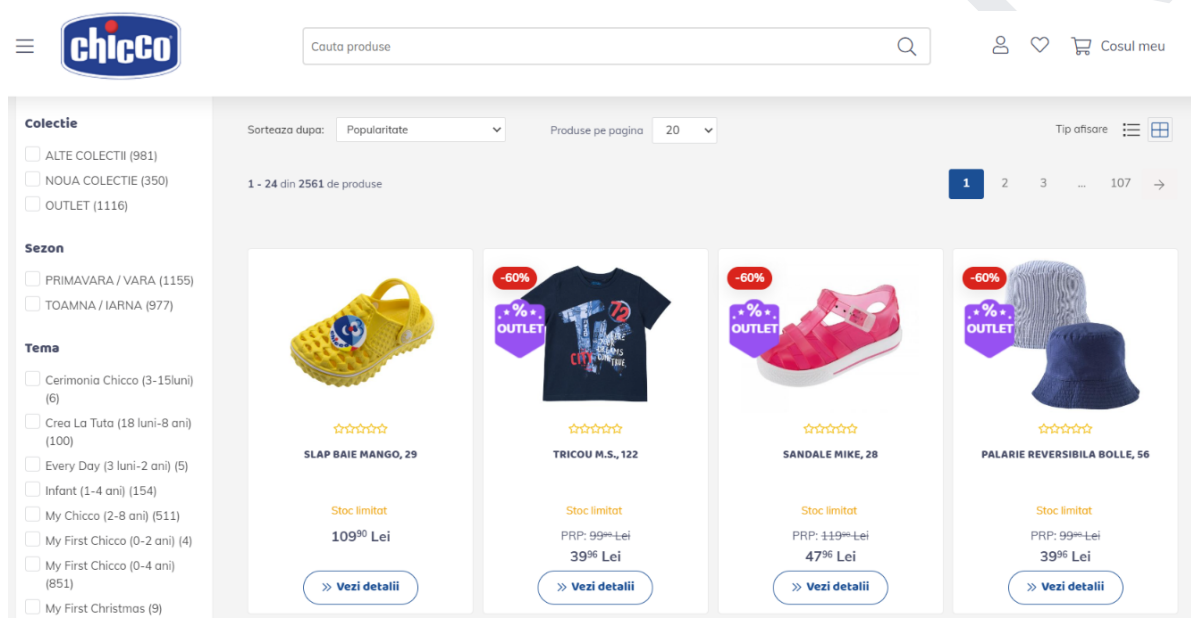 chicco
Cauta produse
Cosul meu
Colectie
ALTE COLECTII (981)
NOUA COLECTIE (350)
OUTLET (1116)
Sezon
PRIMAVARA / VARA (1155)
TOAMNA / IARNA (977)
Tema
Cerimonia Chicco (3-15luni)
(6)
Crea La Tuta (18 luni-8 ani)
(100)
Every Day (3 luni-2 ani) (5)
Infant (1-4 ani) (154)
My Chicco (2-8 ani) (511)
My First Chicco (0-2 ani) (4)
My First Chicco (0-4 ani)
(851)
My First Christmas (9)
Sorteaza dupa: Popularitate
Produse pe pagina 20
Tip afisare
1 - 24 din 2561 de produse
1 2 3 ... 107 →
SLAP BAIE MANGO, 29
Stoc limitat
109⁹⁰ Lei
» Vezi detalii
-60%
%
OUTLET
72
CITY
TRICOU M.S., 122
Stoc limitat
PRP: 99⁹⁰ Lei
39⁹⁶ Lei
» Vezi detalii
-60%
%
OUTLET
SANDALE MIKE, 28
Stoc limitat
PRP: 119⁹⁰ Lei
47⁹⁶ Lei
» Vezi detalii
-60%
%
OUTLET
PALARIE REVERSIBILA BOLLE, 56
Stoc limitat
PRP: 99⁹⁰ Lei
39⁹⁶ Lei
» Vezi detalii